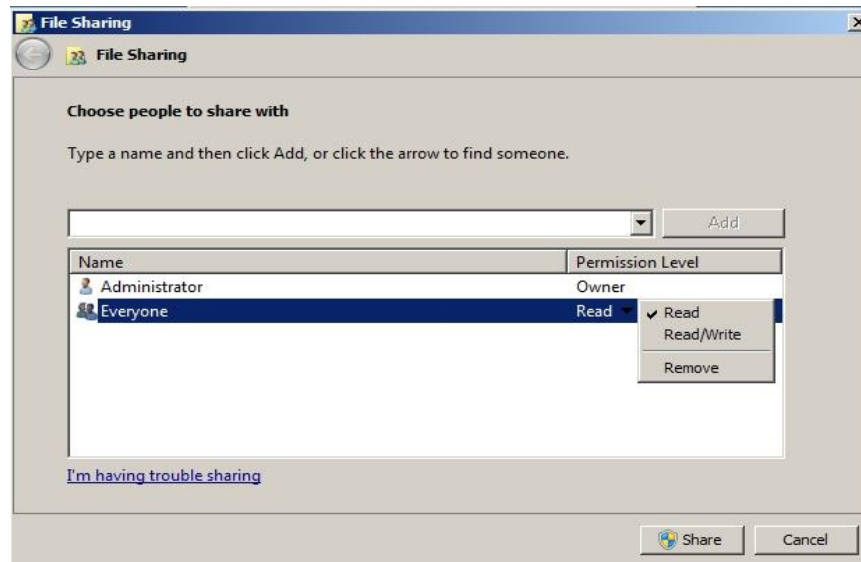 File Sharing
File Sharing
Choose people to share with
Type a name and then click Add, or click the arrow to find someone.
Add
Name Permission Level
Administrator Owner
Everyone Read
Read
Read/Write
Remove
I'm having trouble sharing
Share Cancel